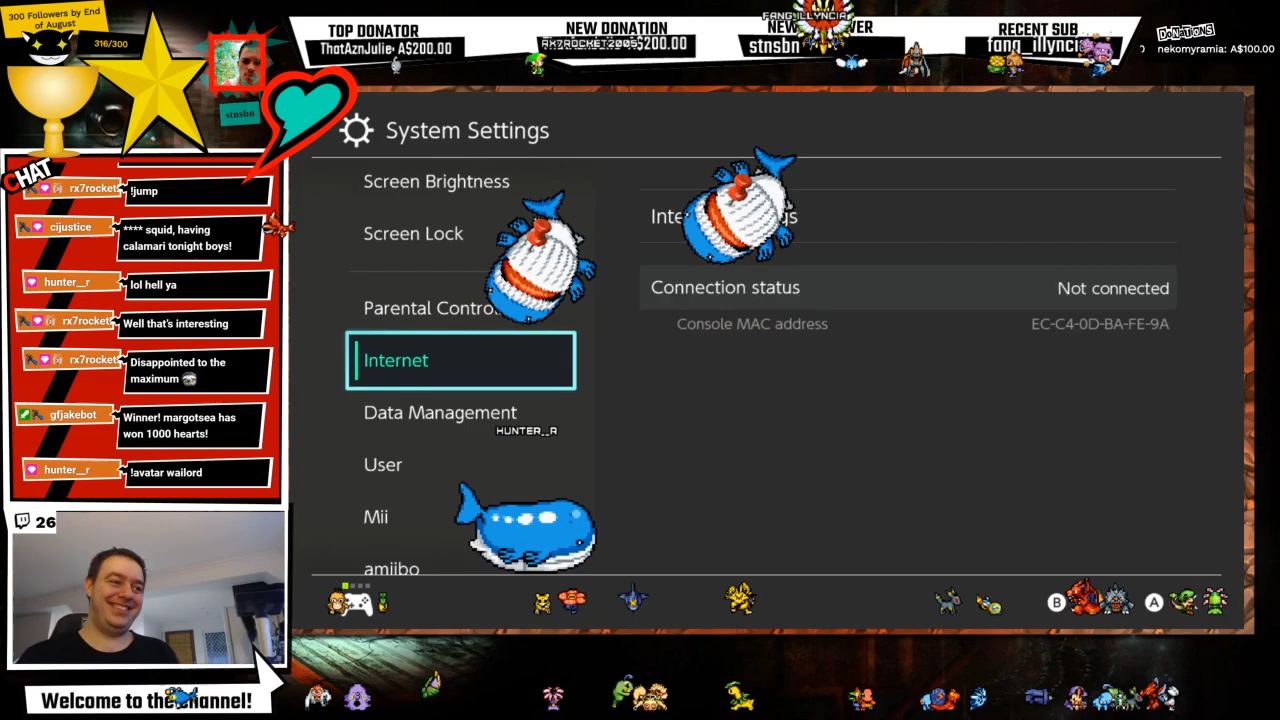 300 Followers by End
of August
316/300
stnsbn
TOP DONATOR
ThotAznJulie• A$200.00
NEW DONATION
RX7ROCKET2005
$200.00
FANG_ILLYNCIA
stnsbn
RECENT SUB
fang_illynci
DONATIONS
nekomyramia: A$100.00
CHAT
rx7rocket
!jump
cijustice
**** squid, having
calamari tonight boys!
hunter__r
lol hell ya
rx7rocket
Well that's interesting
rx7rocket
Disappointed to the
maximum
gfjakebot
Winner! margotsea has
won 1000 hearts!
hunter__r
!avatar wailord
26
Welcome to the channel!
System Settings
Screen Brightness
Screen Lock
Parental Contro
Internet
Data Management
HUNTER__R
User
Mii
amiibo
Connection status
Not connected
Console MAC address
EC-C4-0D-BA-FE-9A
B
A